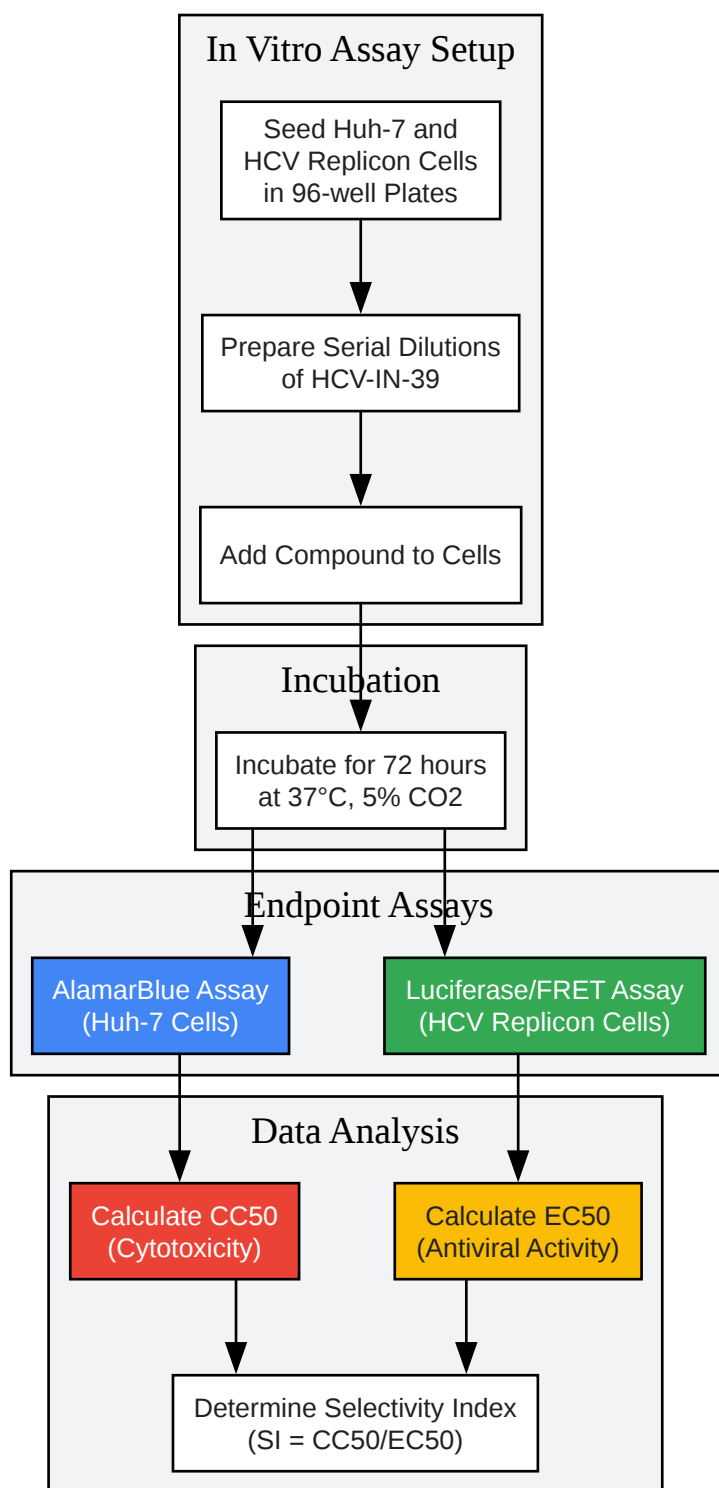 In Vitro Assay Setup
Seed Huh-7 and
HCV Replicon Cells
in 96-well Plates
Prepare Serial Dilutions
of HCV-IN-39
Add Compound to Cells
Incubation
Incubate for 72 hours
at 37°C, 5% CO2
Endpoint Assays
AlamarBlue Assay
(Huh-7 Cells)
Luciferase/FRET Assay
(HCV Replicon Cells)
Data Analysis
Calculate CC50
(Cytotoxicity)
Calculate EC50
(Antiviral Activity)
Determine Selectivity Index
(SI = CC50/EC50)